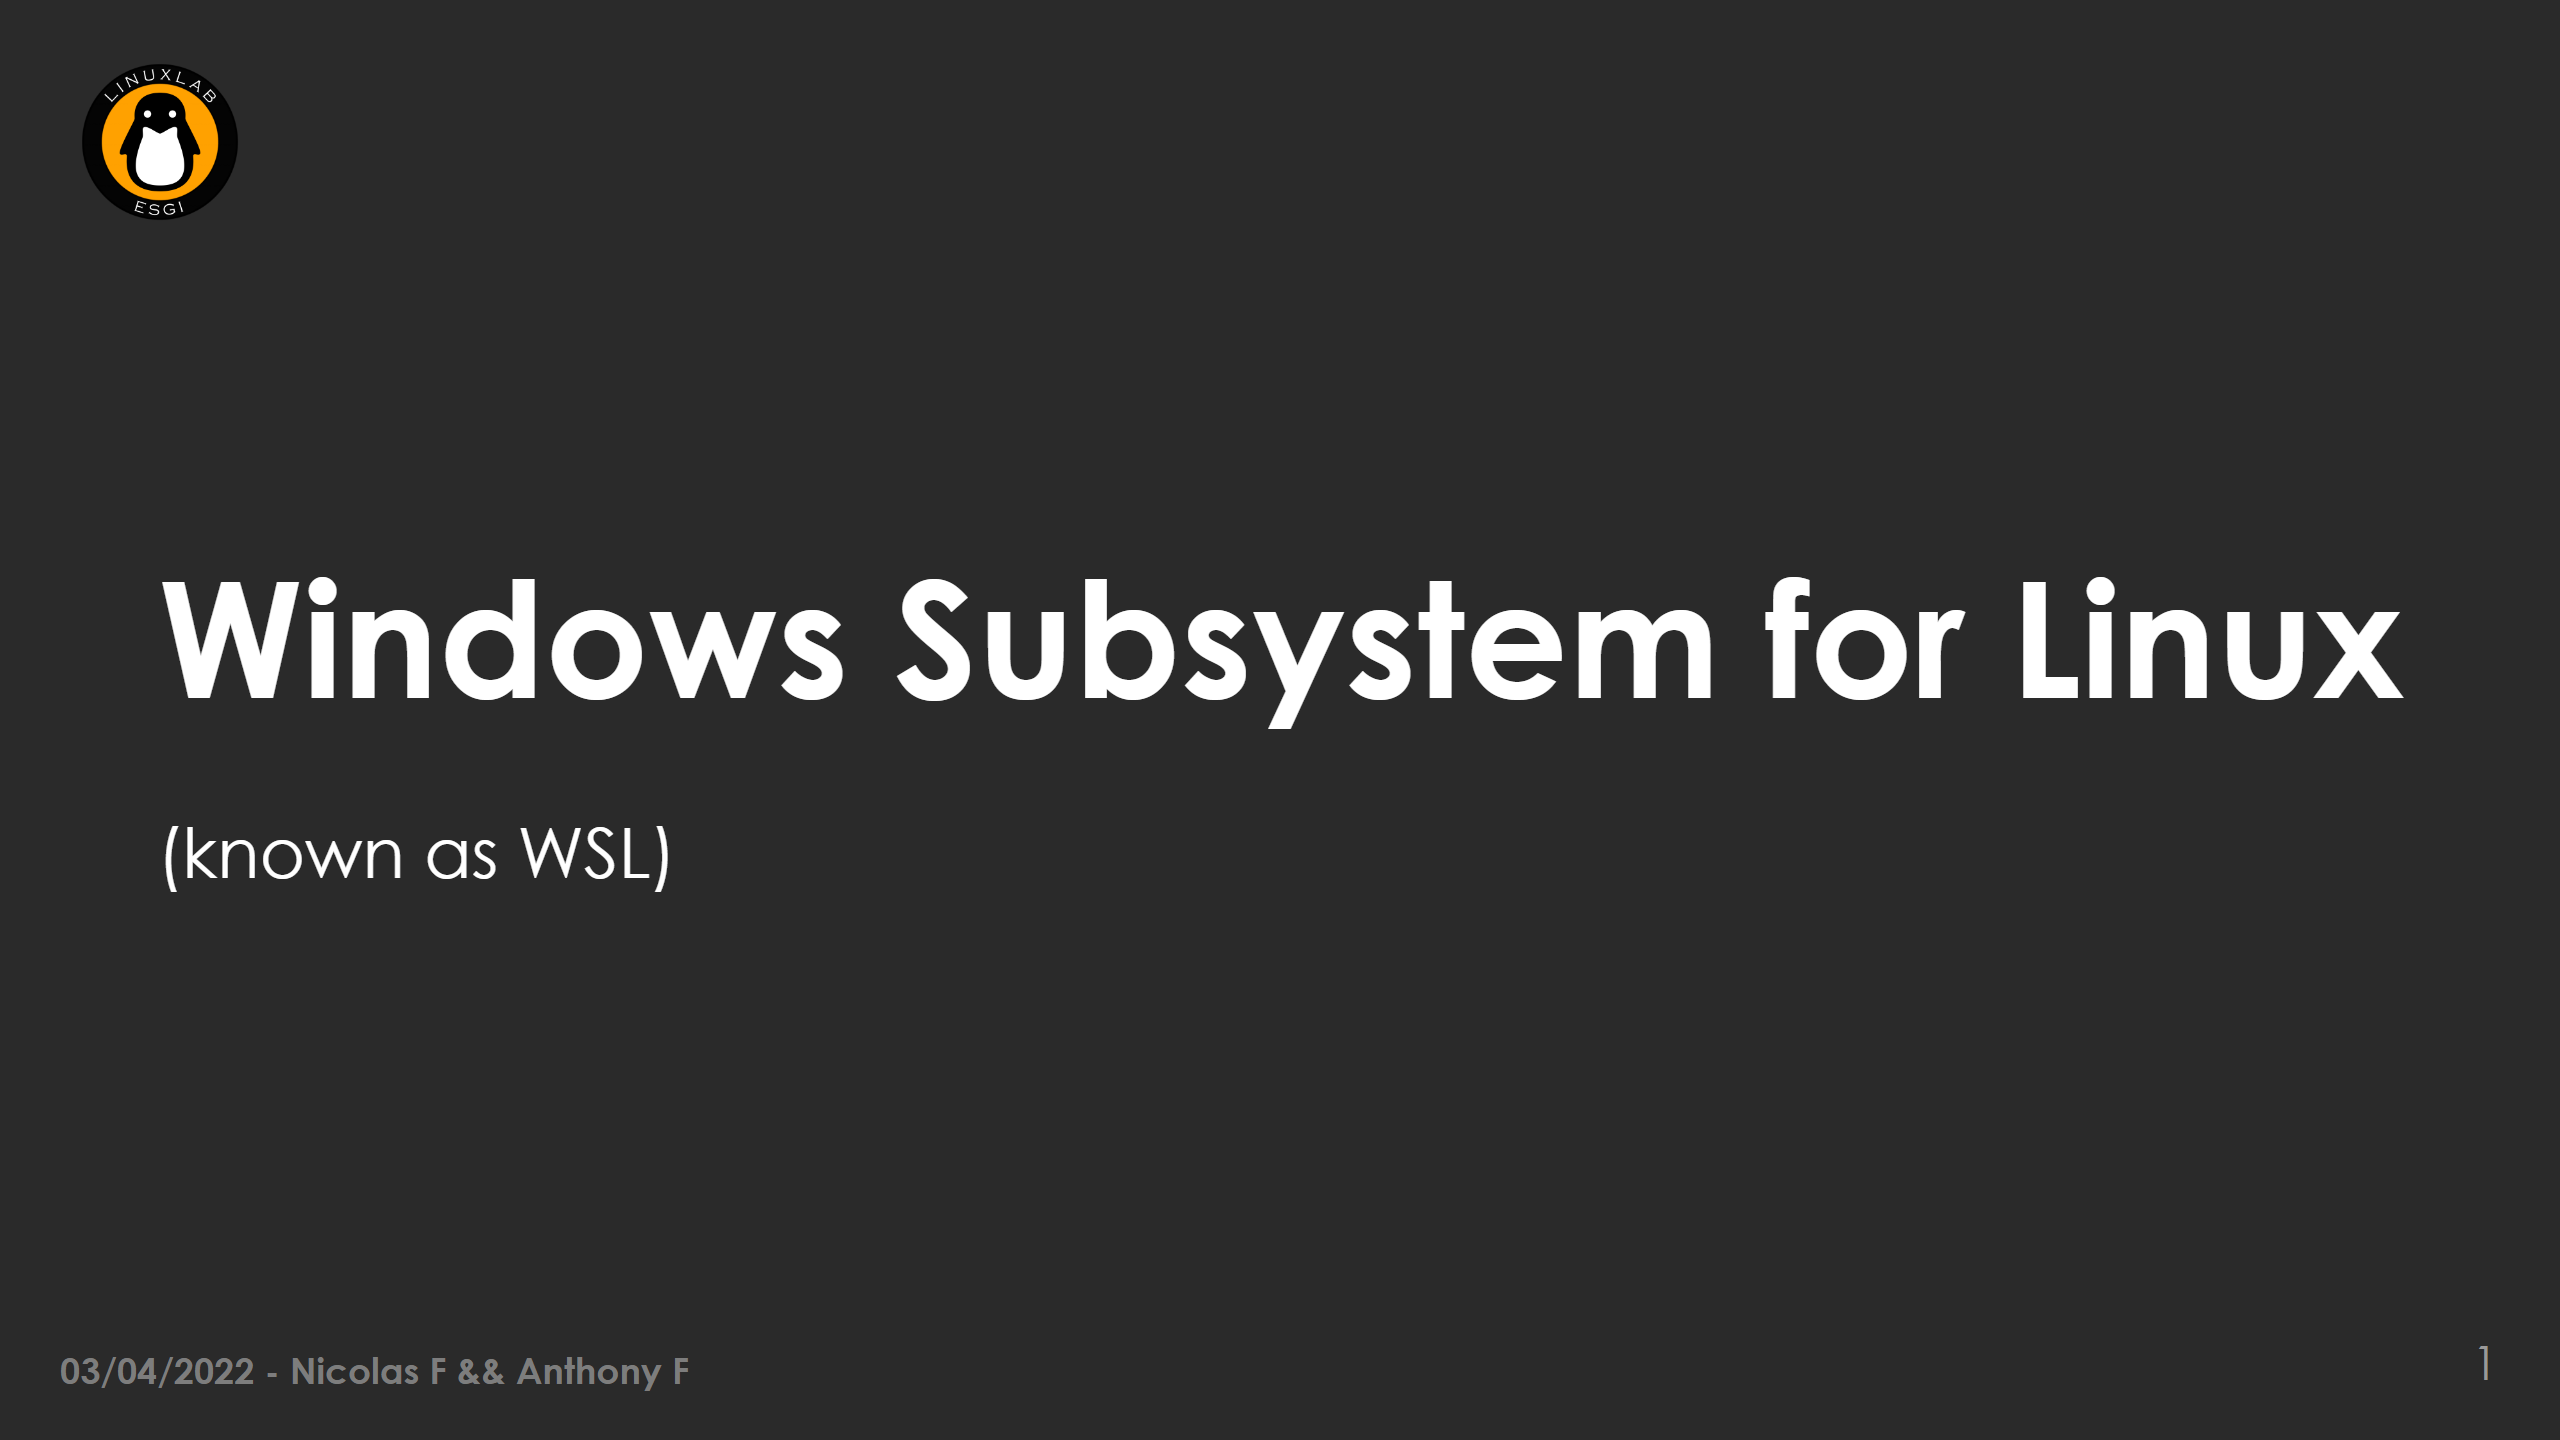 LINUXLAB
ESGI
Windows Subsystem for Linux
(known as WSL)
03/04/2022 - Nicolas F && Anthony F
1